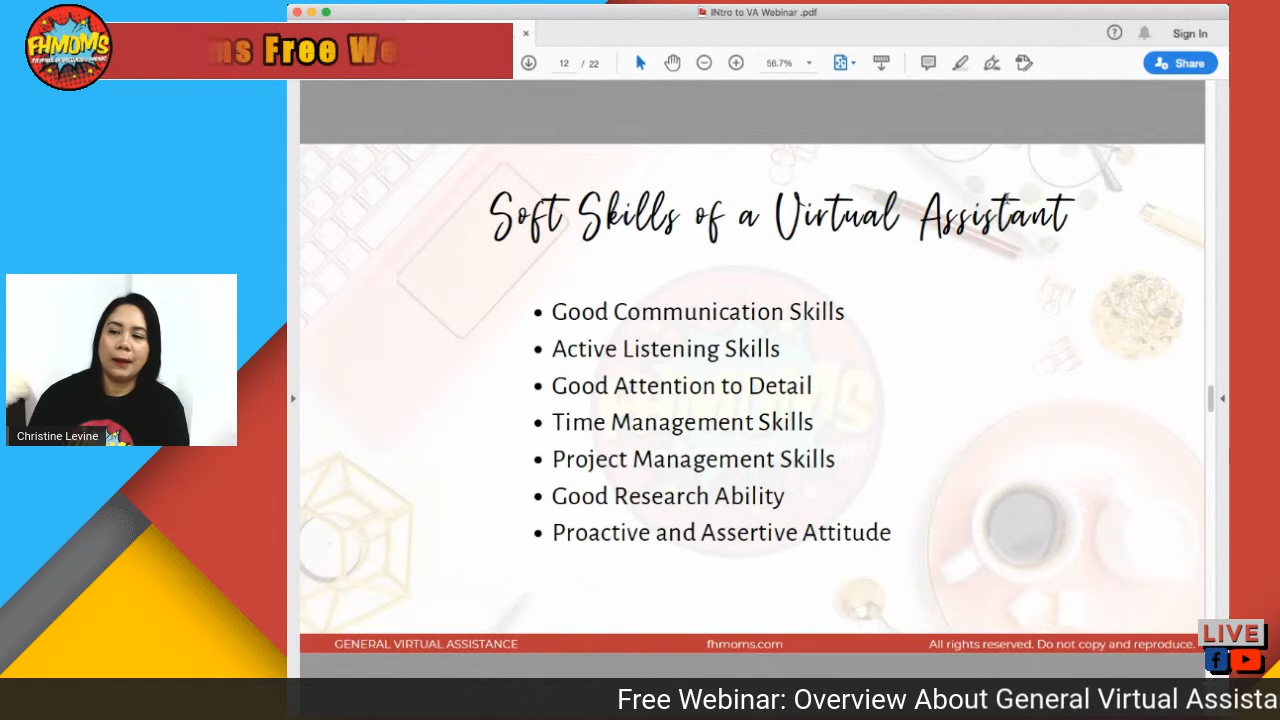 INtro to VA Webinar .pdf
FHMOMS
ms Free We
Sign In
12 / 22
56.7%
Share
Soft Skills of a Virtual Assistant
• Good Communication Skills
• Active Listening Skills
• Good Attention to Detail
• Time Management Skills
• Project Management Skills
• Good Research Ability
• Proactive and Assertive Attitude
Christine Levine
GENERAL VIRTUAL ASSISTANCE
fhmoms.com
All rights reserved. Do not copy and reproduce.
LIVE
Free Webinar: Overview About General Virtual Assista